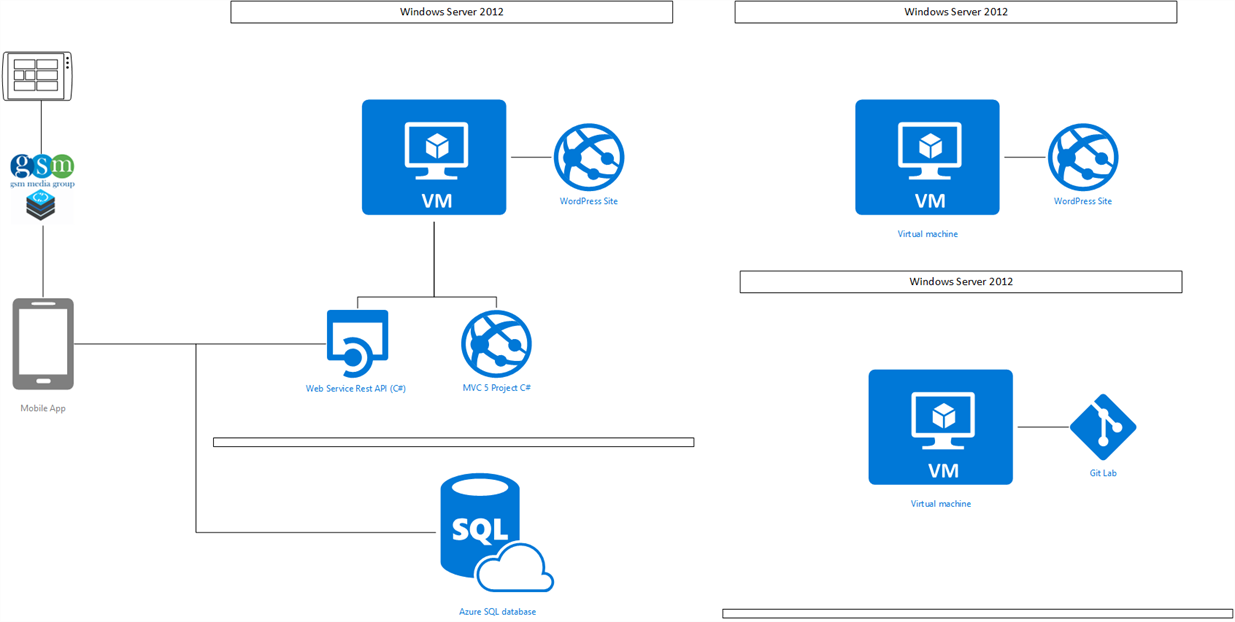 Windows Server 2012
Windows Server 2012
gsm
gsm media group
VM
WordPress Site
VM
WordPress Site
Virtual machine
Windows Server 2012
Web Service Rest API (C#)
MVC 5 Project C#
Mobile App
VM
Git Lab
Virtual machine
SQL
Azure SQL database